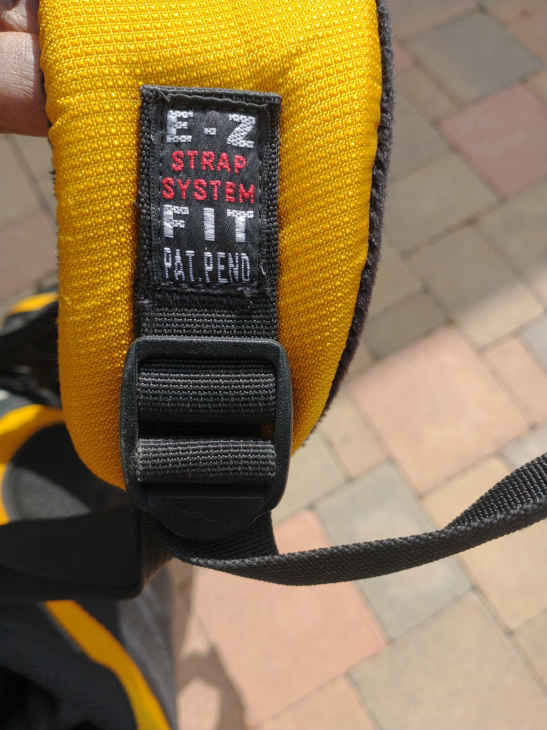 E-Z
STRAP
SYSTEM
FIT
PAT.PEND